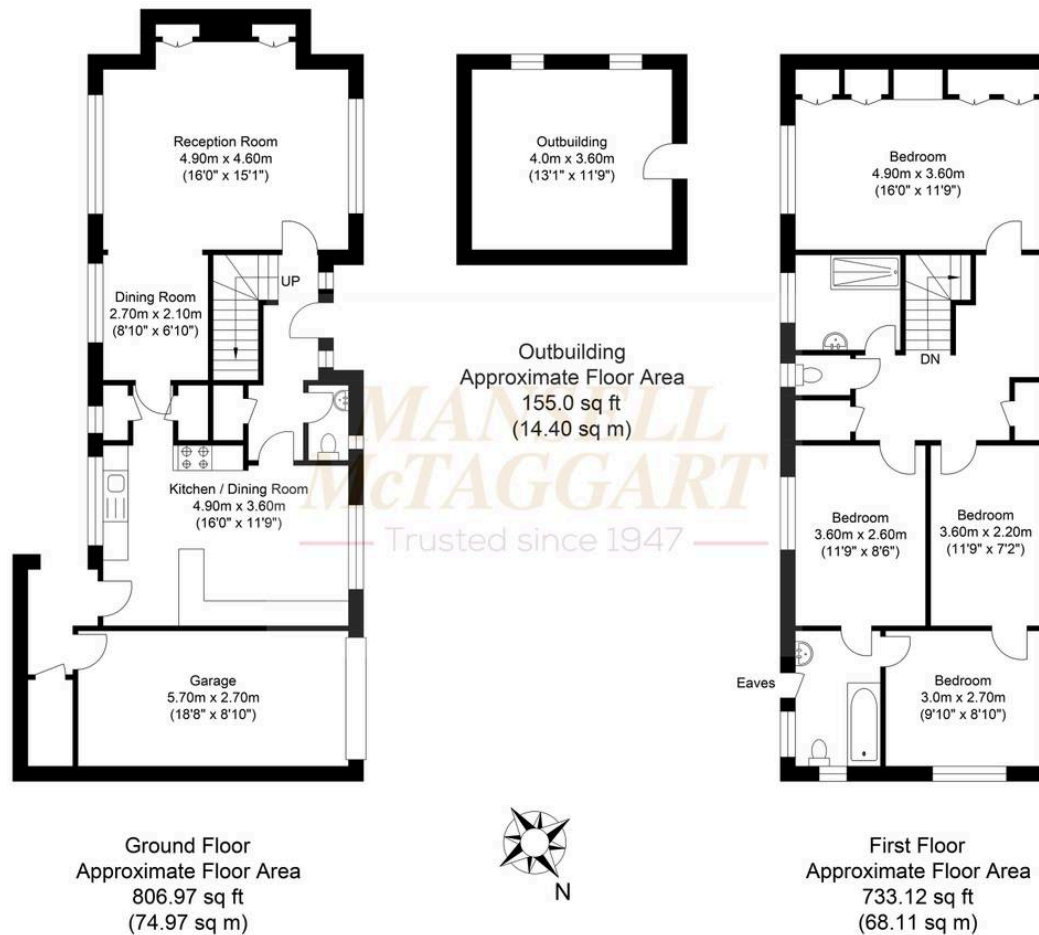 Reception Room
4.90m x 4.60m
(16'0" x 15'1")
UP
Dining Room
2.70m x 2.10m
(8'10" x 6'10")
Kitchen / Dining Room
4.90m x 3.60m
(16'0" x 11'9")
Garage
5.70m x 2.70m
(18'8" x 8'10")
Ground Floor
Approximate Floor Area
806.97 sq ft
(74.97 sq m)
Outbuilding
4.0m x 3.60m
(13'1" x 11'9")
Outbuilding
Approximate Floor Area
155.0 sq ft
(14.40 sq m)
MANSELL
McTAGGART
Trusted since 1947
N
Bedroom
4.90m x 3.60m
(16'0" x 11'9")
DN
Bedroom
3.60m x 2.60m
(11'9" x 8'6")
Bedroom
3.60m x 2.20m
(11'9" x 7'2")
Eaves
Bedroom
3.0m x 2.70m
(9'10" x 8'10")
First Floor
Approximate Floor Area
733.12 sq ft
(68.11 sq m)